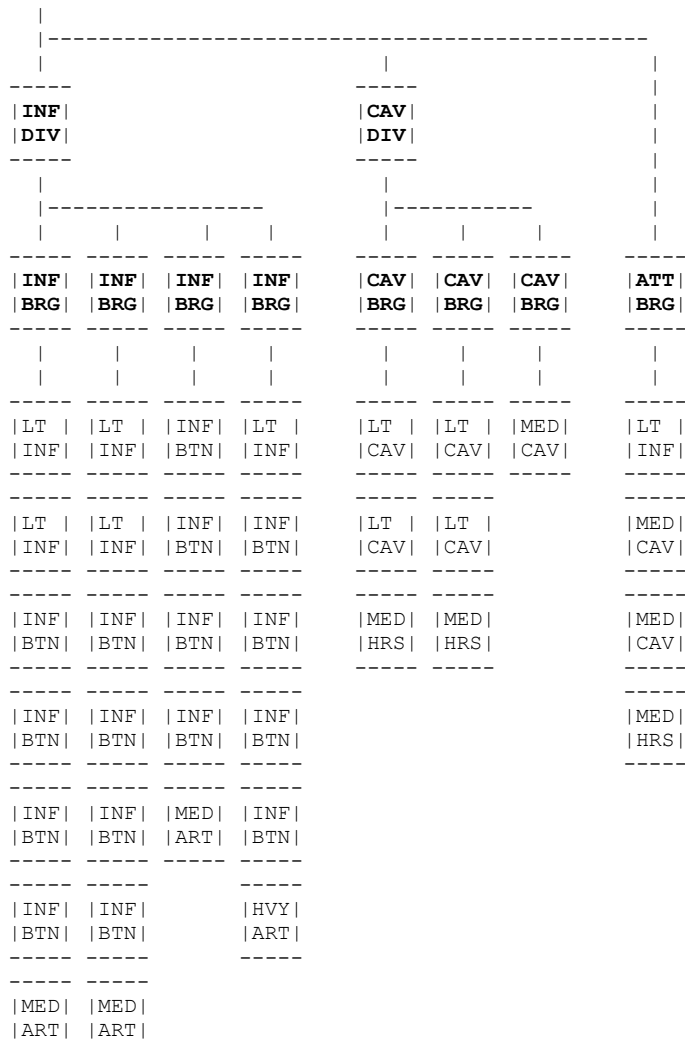 |INF| |CAV|
|DIV| |DIV|
|INF| |INF| |INF| |INF| |CAV| |CAV| |CAV| |ATT|
|BRG| |BRG| |BRG| |BRG| |BRG| |BRG| |BRG| |BRG|
|LT | |LT | |INF| |LT | |LT | |LT | |MED| |LT |
|INF| |INF| |BTN| |INF| |CAV| |CAV| |CAV| |INF|
|LT | |LT | |INF| |INF| |LT | |LT | |MED|
|INF| |INF| |BTN| |BTN| |CAV| |CAV| |CAV|
|INF| |INF| |INF| |INF| |MED| |MED| |MED|
|BTN| |BTN| |BTN| |BTN| |HRS| |HRS| |CAV|
|INF| |INF| |INF| |INF| |MED|
|BTN| |BTN| |BTN| |BTN| |HRS|
|INF| |INF| |MED| |INF|
|BTN| |BTN| |ART| |BTN|
|INF| |INF| |HVY|
|BTN| |BTN| |ART|
|MED| |MED|
|ART| |ART|